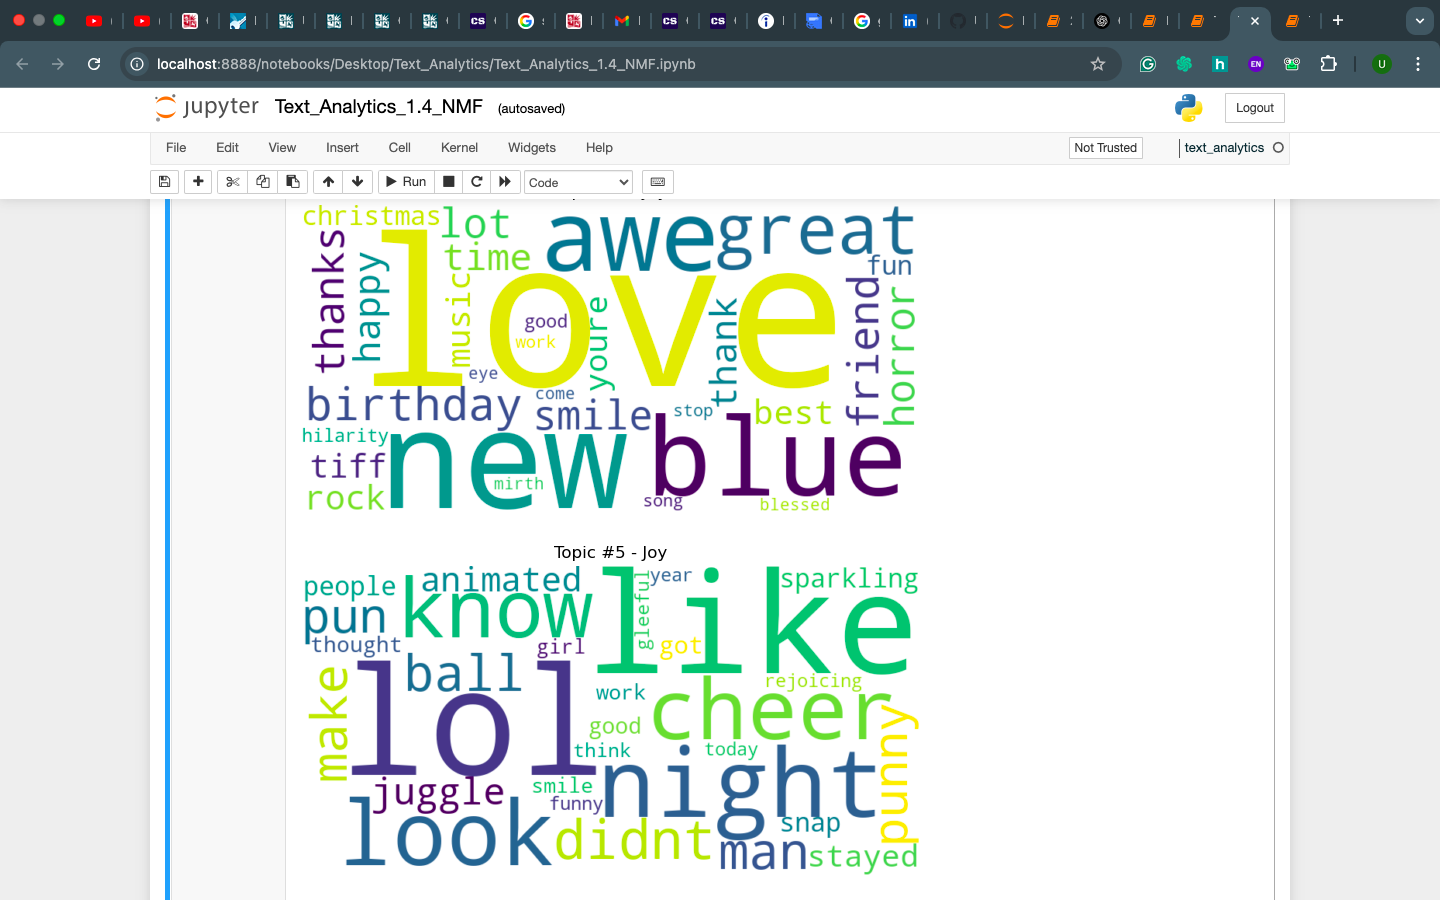 localhost:8888/notebooks/Desktop/Text_Analytics/Text_Analytics_1.4_NMF.ipynb
EN
U
jupyter Text_Analytics_1.4_NMF (autosaved)
Logout
File Edit View Insert Cell Kernel Widgets Help
Not Trusted
text_analytics
Run
Code
christmas
lot
awe
great
thanks
happy
time
fun
love
music
good
work
youre
thank
friend
horror
eye
birthday
come
smile
stop
best
hilarity
new
blue
tiff
rock
mirth
song
blessed
Topic #5 - Joy
people
animated
know
like
gleeful
year
sparkling
pun
thought
girl
got
make
lol
ball
work
rejoicing
cheer
good
think
today
punny
juggle
smile
funny
night
look
didnt
snap
man
stayed